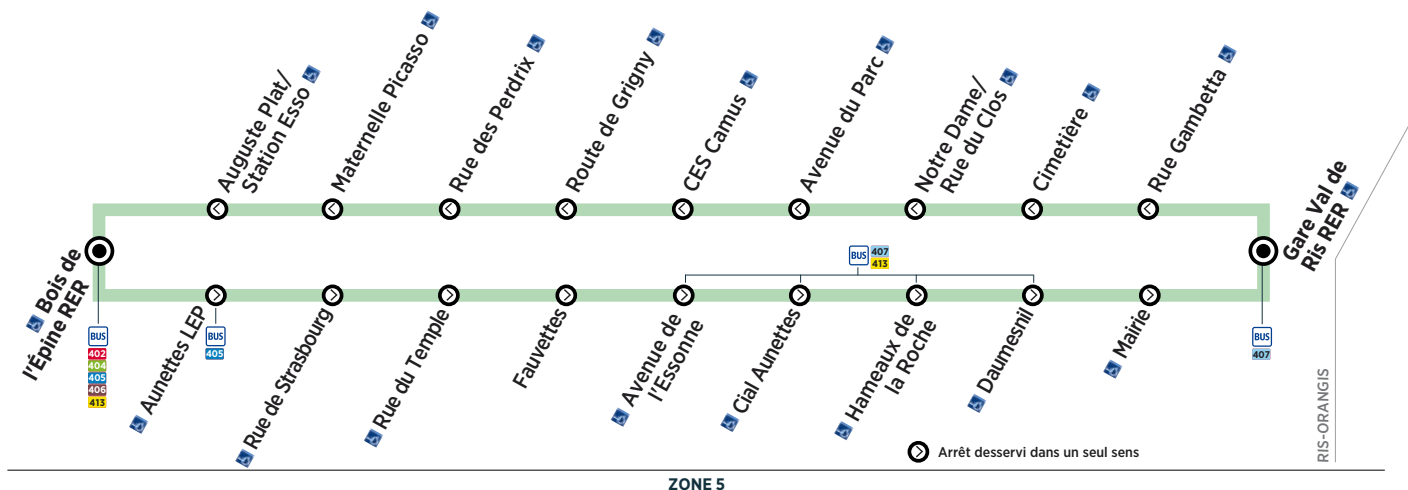 Auguste Plat/
Station Esso
Maternelle Picasso
Rue des Perdrix
Route de Grigny
CES Camus
Avenue du Parc
Notre Dame/
Rue du Clos
Cimetière
Rue Gambetta
Gare Val de
Ris RER
Bois de
l'Épine RER
BUS
407
413
BUS
402
404
405
406
413
BUS
405
BUS
407
Aunettes LEP
Rue de Strasbourg
Rue du Temple
Fauvettes
Avenue de
l'Essonne
Cial Aunettes
Hameaux de
la Roche
Daumesnil
Mairie
RIS-ORANGIS
Arrêt desservi dans un seul sens
ZONE 5